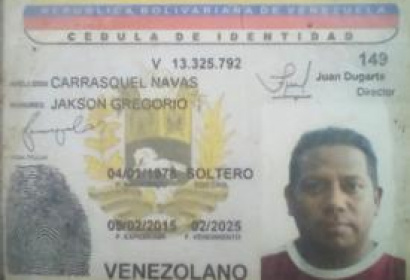 REPUBLICA BOLIVARIANA DE VENEZUELA
CEDULA DE IDENTIDAD
V 13.325.792
149
APELLIDOS CARRASQUEL NAVAS
Juan Dugarte
Director
NOMBRES JAKSON GREGORIO
04/01/1978 SOLTERO
05/02/2015 02/2025
F. EXPEDICION F. VENCIMIENTO
VENEZOLANO